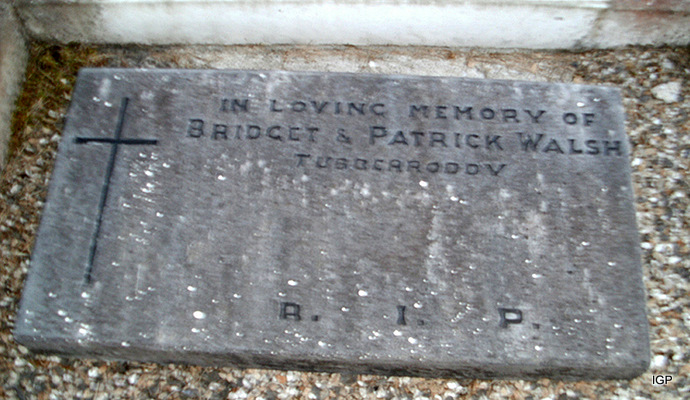 IN LOVING MEMORY OF
BRIDGET & PATRICK WALSH
TUBBERRODDY
R. I. P.
IGP